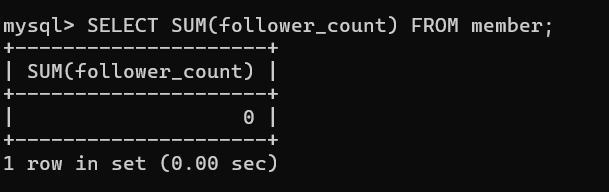 mysql> SELECT SUM(follower_count) FROM member;
+---------------------+
| SUM(follower_count) |
+---------------------+
|                   0 |
+---------------------+
1 row in set (0.00 sec)